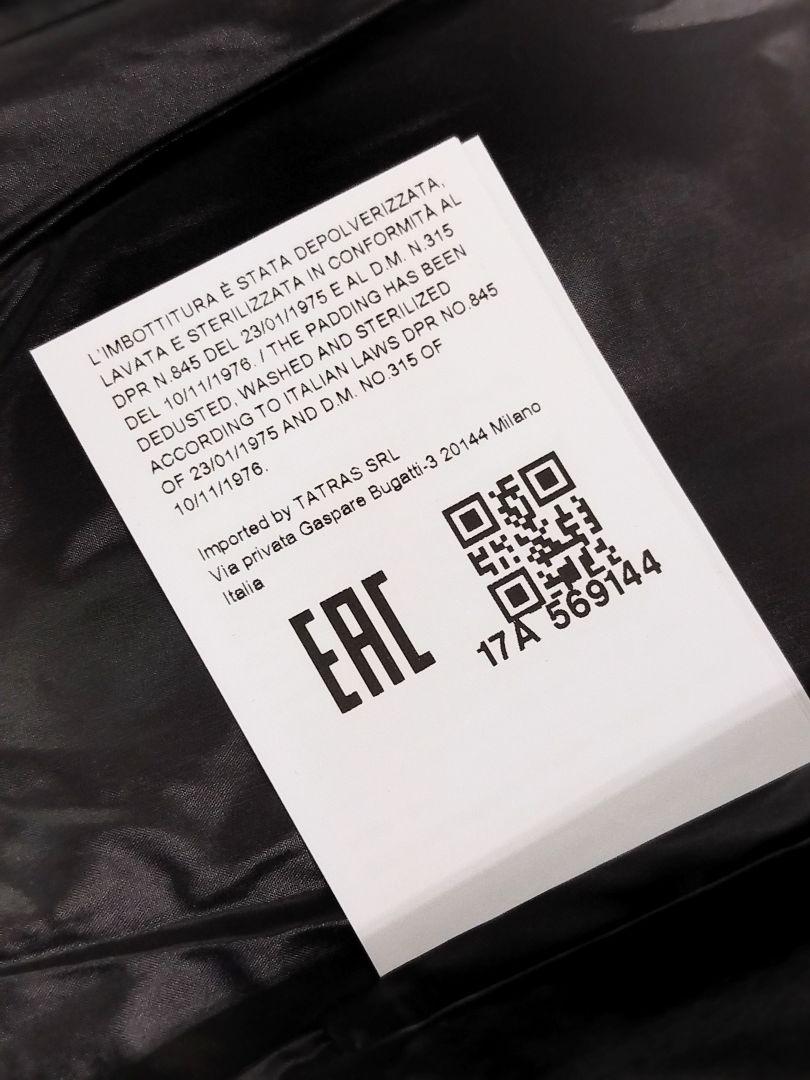 L'IMBOTTITURA È STATA DEPOLVERIZZATA,
LAVATA E STERILIZZATA IN CONFORMITÀ AL
DPR N.845 DEL 23/01/1975 E AL D.M. N.315
DEL 10/11/1976. / THE PADDING HAS BEEN
DEDUSTED, WASHED AND STERILIZED
ACCORDING TO ITALIAN LAWS DPR NO.845
OF 23/01/1975 AND D.M. NO.315 OF
10/11/1976.
Imported by TATRAS SRL
Via privata Gaspare Bugatti-3 20144 Milano
Italia
EAC
17A 569144